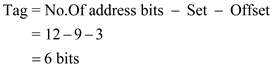 Tag = No.Of address bits − Set − Offset
= 12 − 9 − 3
= 6 bits